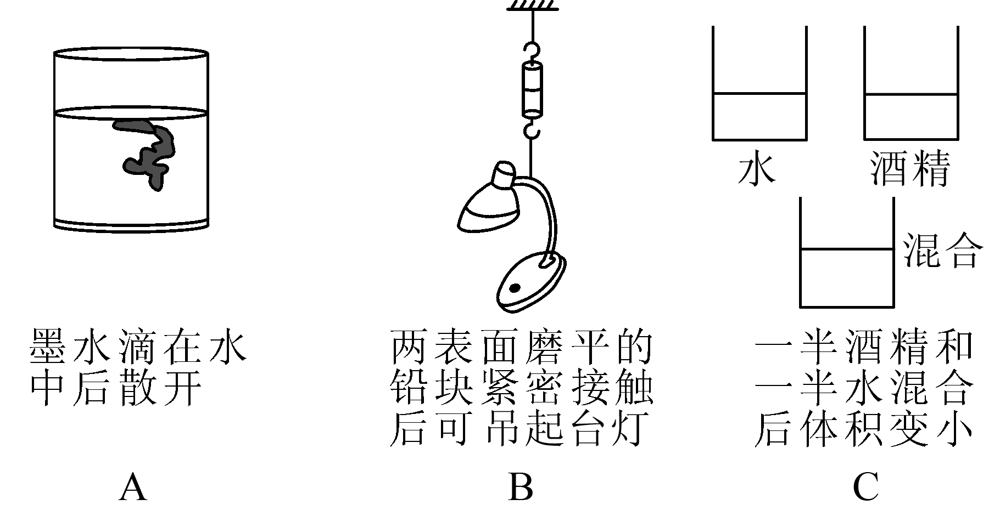 水
酒精
混合
墨水滴在水
中后散开
两表面磨平的
铅块紧密接触
后可吊起台灯
一半酒精和
一半水混合
后体积变小
A
B
C